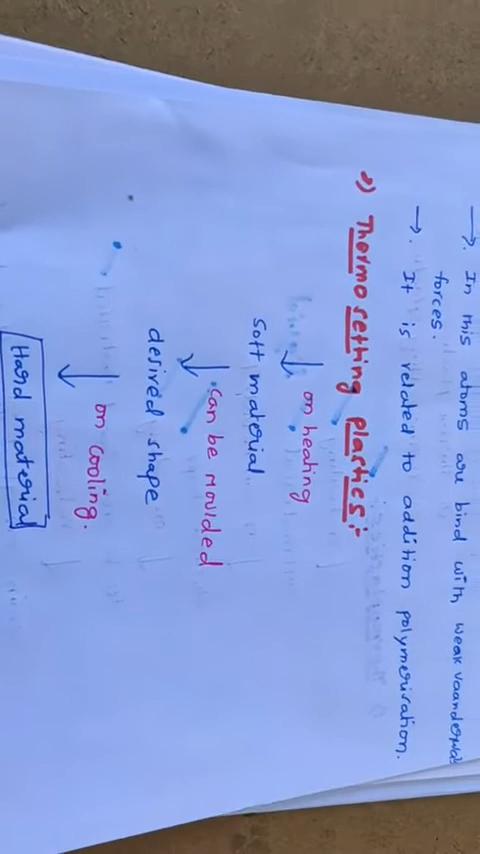 →. In this atoms are bind with weak vaanderwals
forces.
→. It is related to addition polymerisation.
2) Thermo setting plastics:-
↓ on heating
Soft material.
↓ can be moulded
desired shape
↓ on cooling.
Hard material